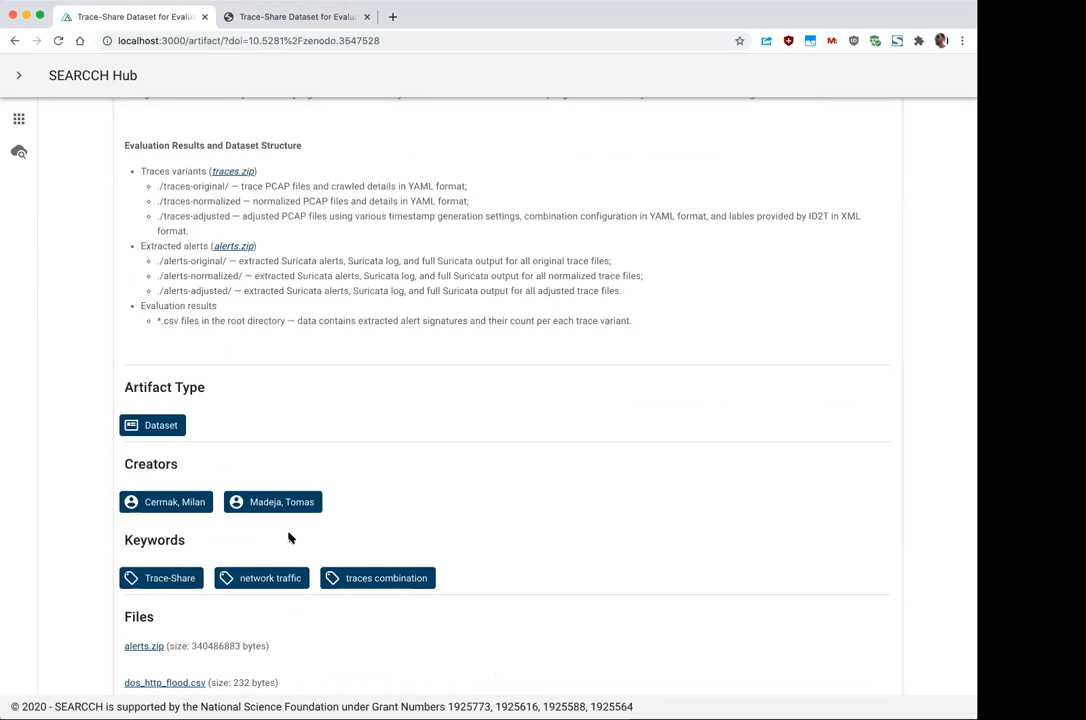 Trace-Share Dataset for Evalu
Trace-Share Dataset for Evalu
localhost:3000/artifact/?doi=10.5281%2Fzenodo.3547528
SEARCCH Hub
Evaluation Results and Dataset Structure
Traces variants (traces.zip)
./traces-original/ — trace PCAP files and crawled details in YAML format;
./traces-normalized — normalized PCAP files and details in YAML format;
./traces-adjusted — adjusted PCAP files using various timestamp generation settings, combination configuration in YAML format, and lables provided by ID2T in XML
format.
Extracted alerts (alerts.zip)
./alerts-original/ — extracted Suricata alerts, Suricata log, and full Suricata output for all original trace files;
./alerts-normalized/ — extracted Suricata alerts, Suricata log, and full Suricata output for all normalized trace files;
./alerts-adjusted/ — extracted Suricata alerts, Suricata log, and full Suricata output for all adjusted trace files.
Evaluation results
*.csv files in the root directory — data contains extracted alert signatures and their count per each trace variant.
Artifact Type
Dataset
Creators
Cermak, Milan
Madeja, Tomas
Keywords
Trace-Share
network traffic
traces combination
Files
alerts.zip (size: 340486883 bytes)
dos_http_flood.csv (size: 232 bytes)
© 2020 - SEARCCH is supported by the National Science Foundation under Grant Numbers 1925773, 1925616, 1925588, 1925564